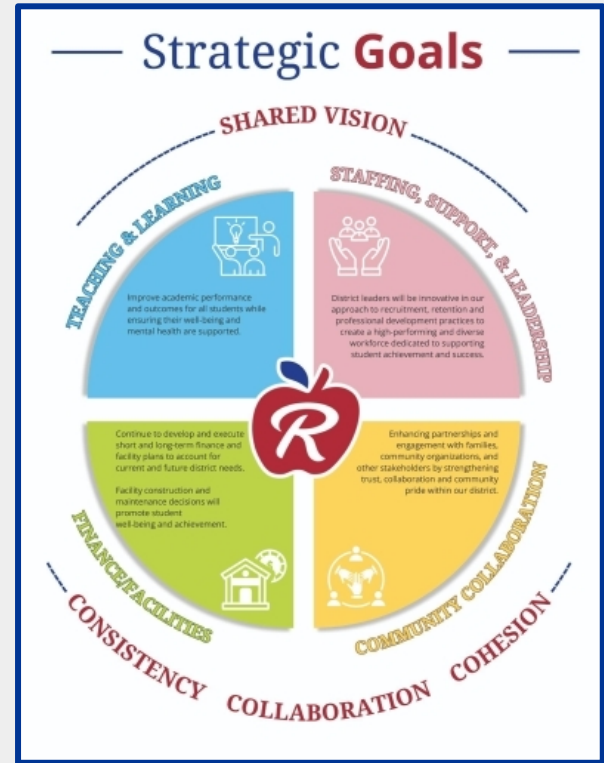 Strategic Goals
SHARED VISION
TEACHING & LEARNING
STAFFING, SUPPORT, & LEADERSHIP
Improve academic performance
and outcomes for all students while
ensuring their well-being and
mental health are supported.
District leaders will be innovative in our
approach to recruitment, retention and
professional development practices to
create a high-performing and diverse
workforce dedicated to supporting
student achievement and success.
R
Continue to develop and execute
short and long-term finance and
facility plans to account for
current and future district needs.
Facility construction and
maintenance decisions will
promote student
well-being and achievement.
Enhancing partnerships and
engagement with families,
community organizations, and
other stakeholders by strengthening
trust, collaboration and community
pride within our district.
FINANCE/FACILITIES
COMMUNITY COLLABORATION
CONSISTENCY COLLABORATION COHESION